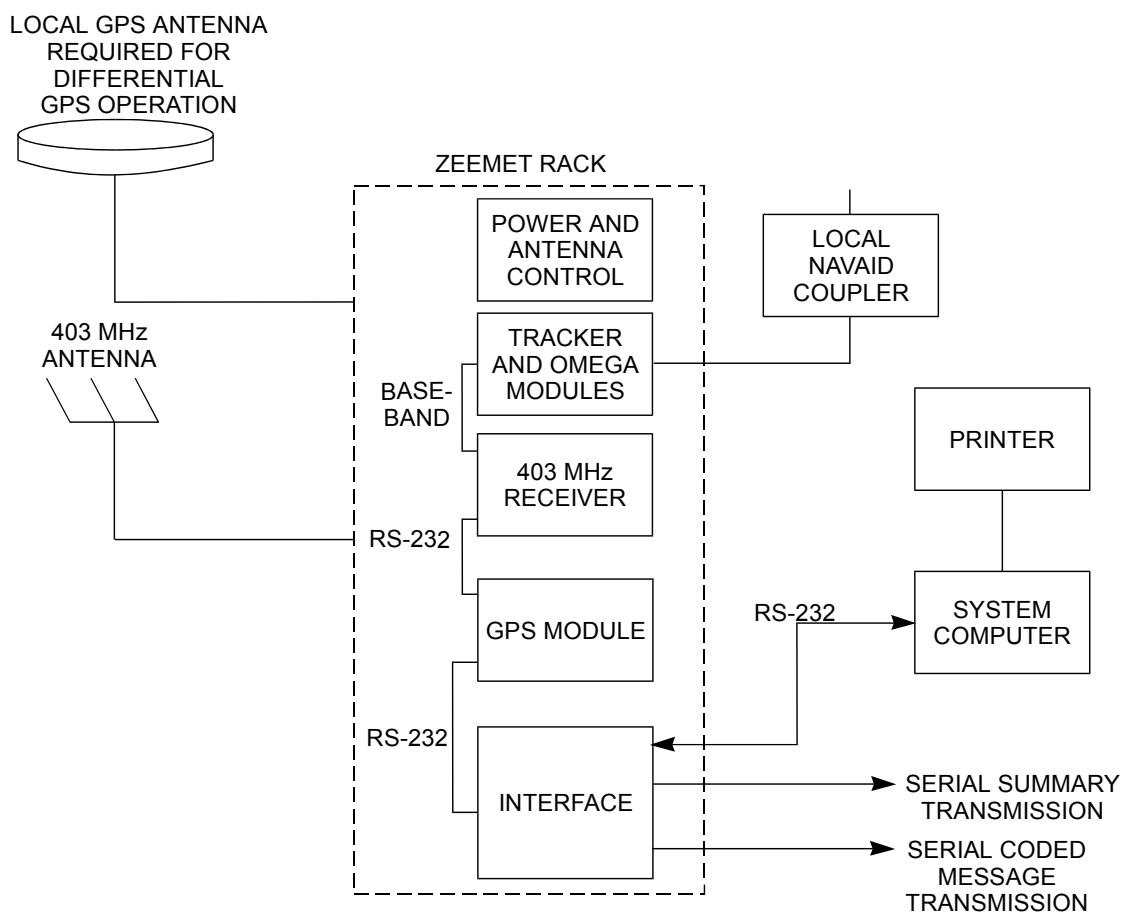 LOCAL GPS ANTENNA
REQUIRED FOR
DIFFERENTIAL
GPS OPERATION
ZEEMET RACK
POWER AND
ANTENNA
CONTROL
LOCAL
NAVAID
COUPLER
403 MHz
ANTENNA
TRACKER
AND OMEGA
MODULES
BASE-
BAND
PRINTER
403 MHz
RECEIVER
RS-232
GPS MODULE
RS-232
SYSTEM
COMPUTER
RS-232
INTERFACE
SERIAL SUMMARY
TRANSMISSION
SERIAL CODED
MESSAGE
TRANSMISSION